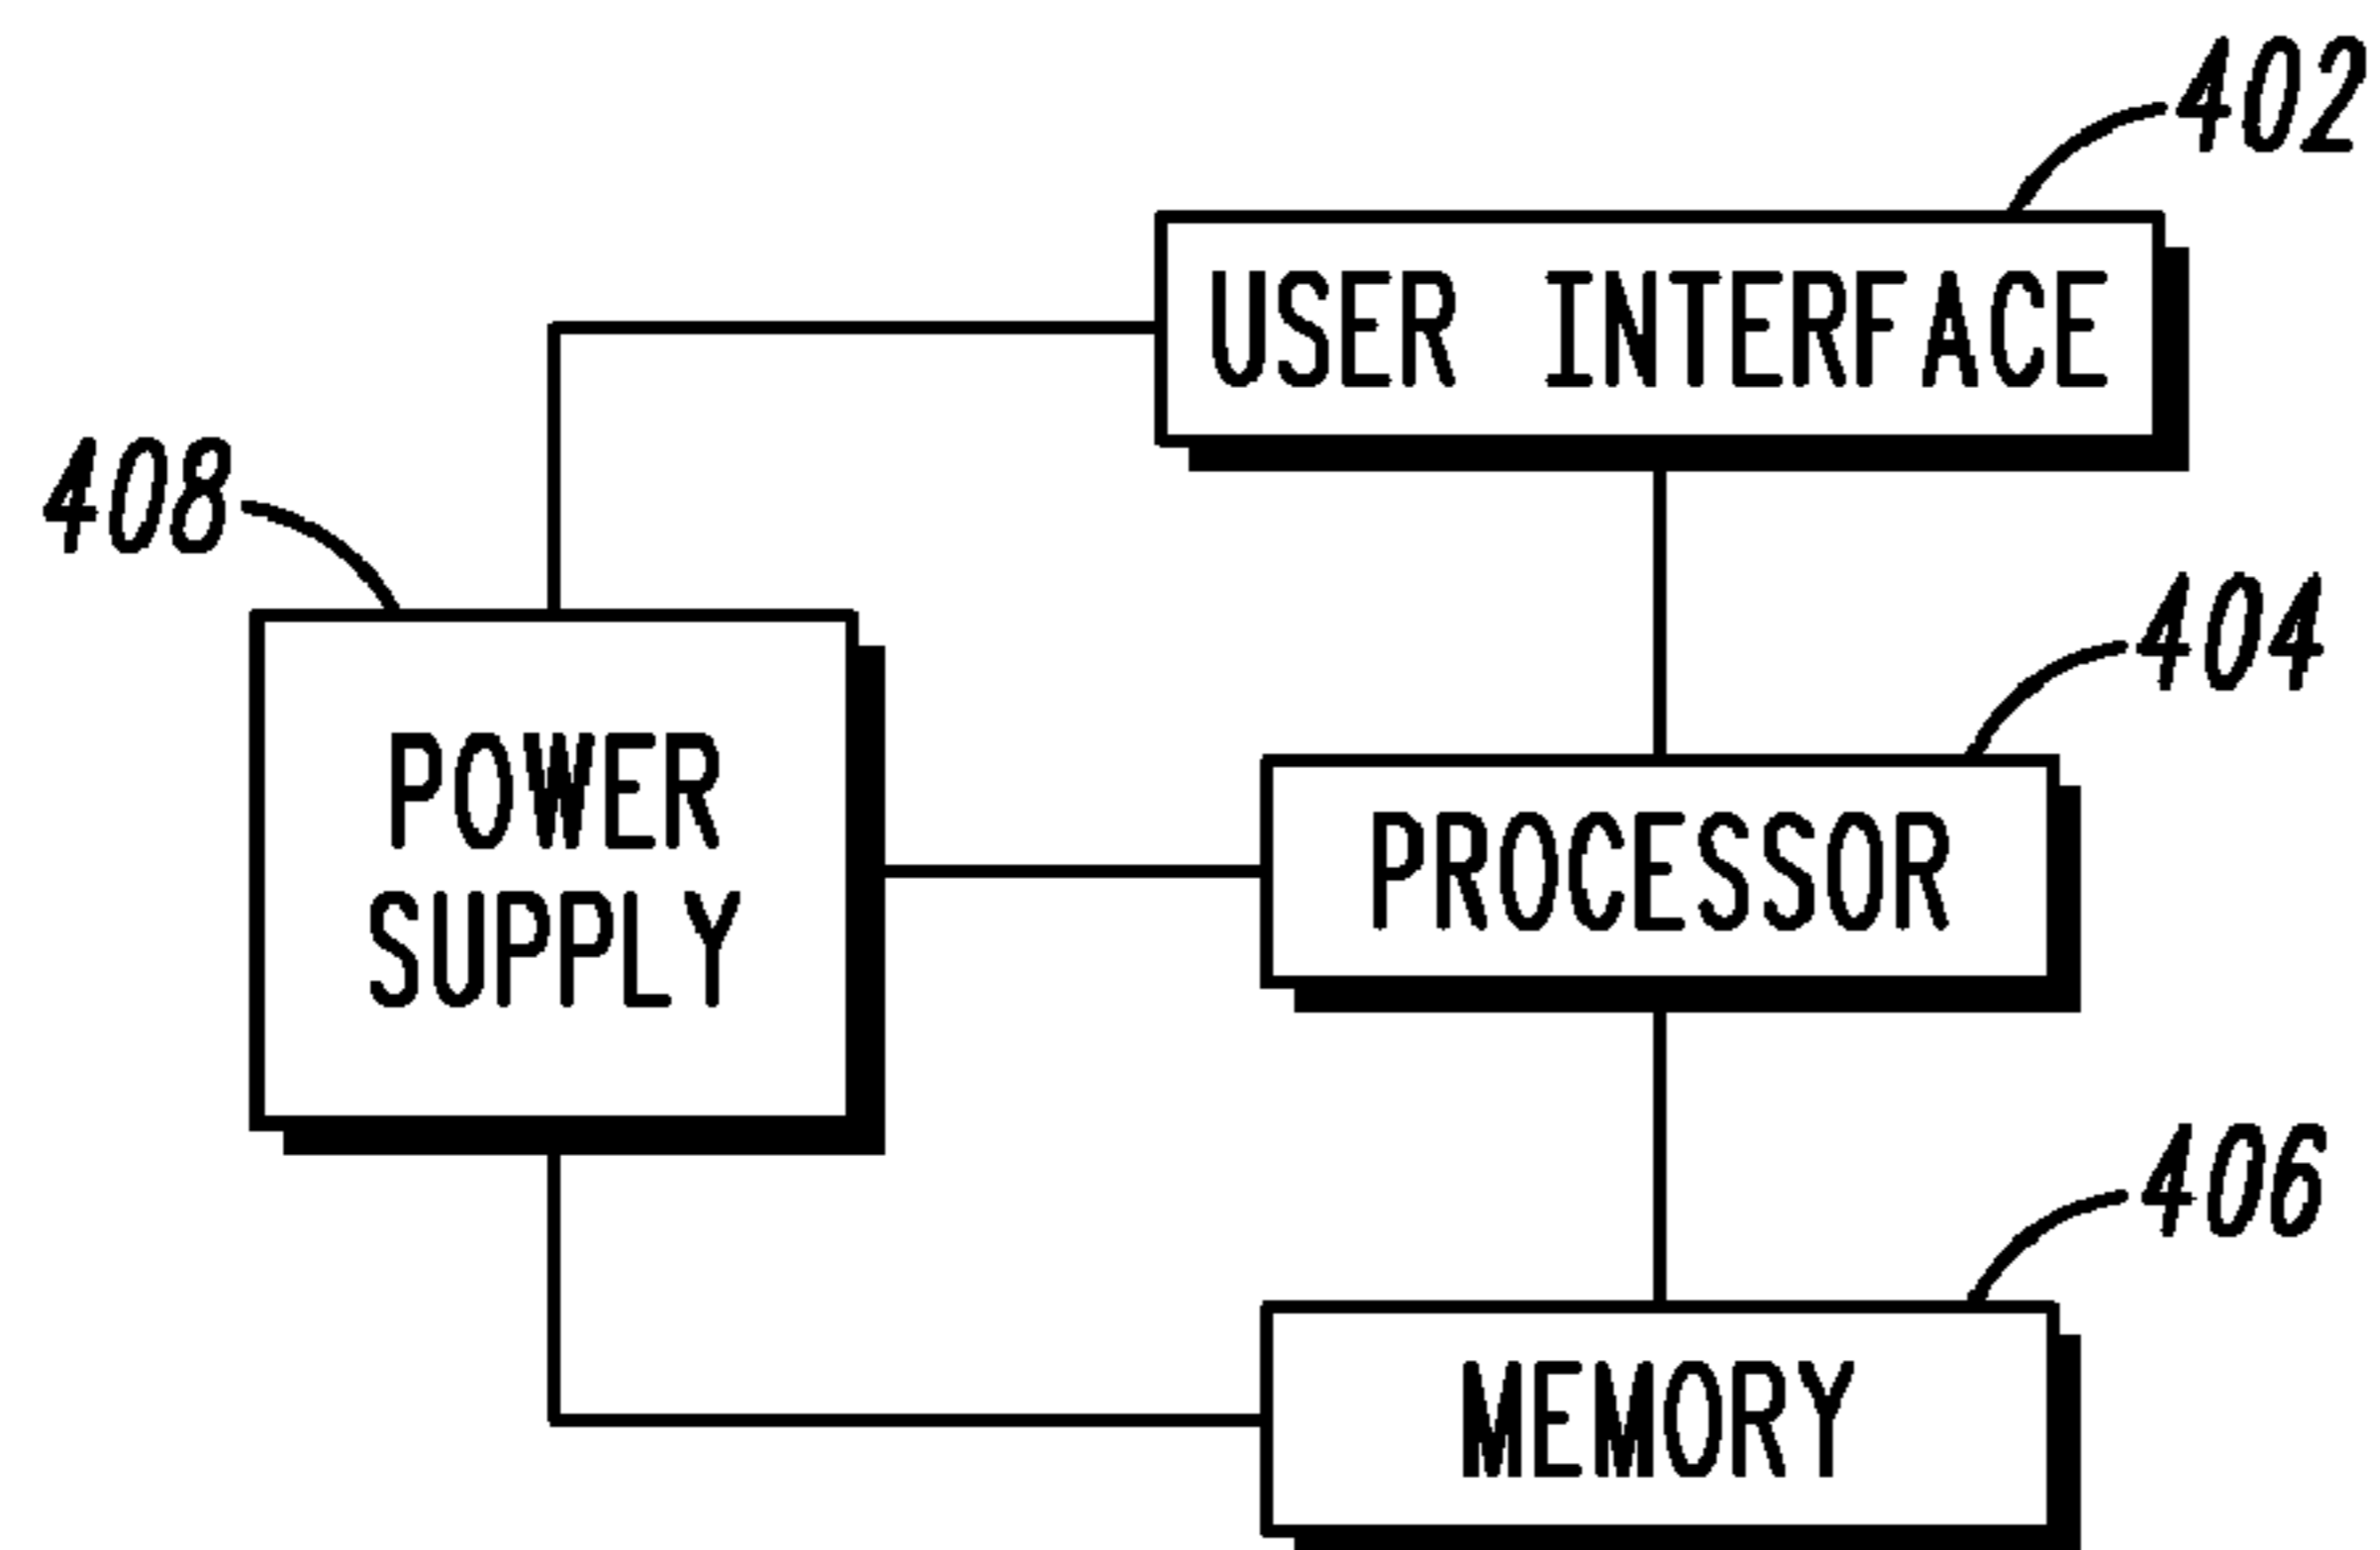 402
USER INTERFACE
408
404
POWER
SUPPLY
PROCESSOR
406
MEMORY